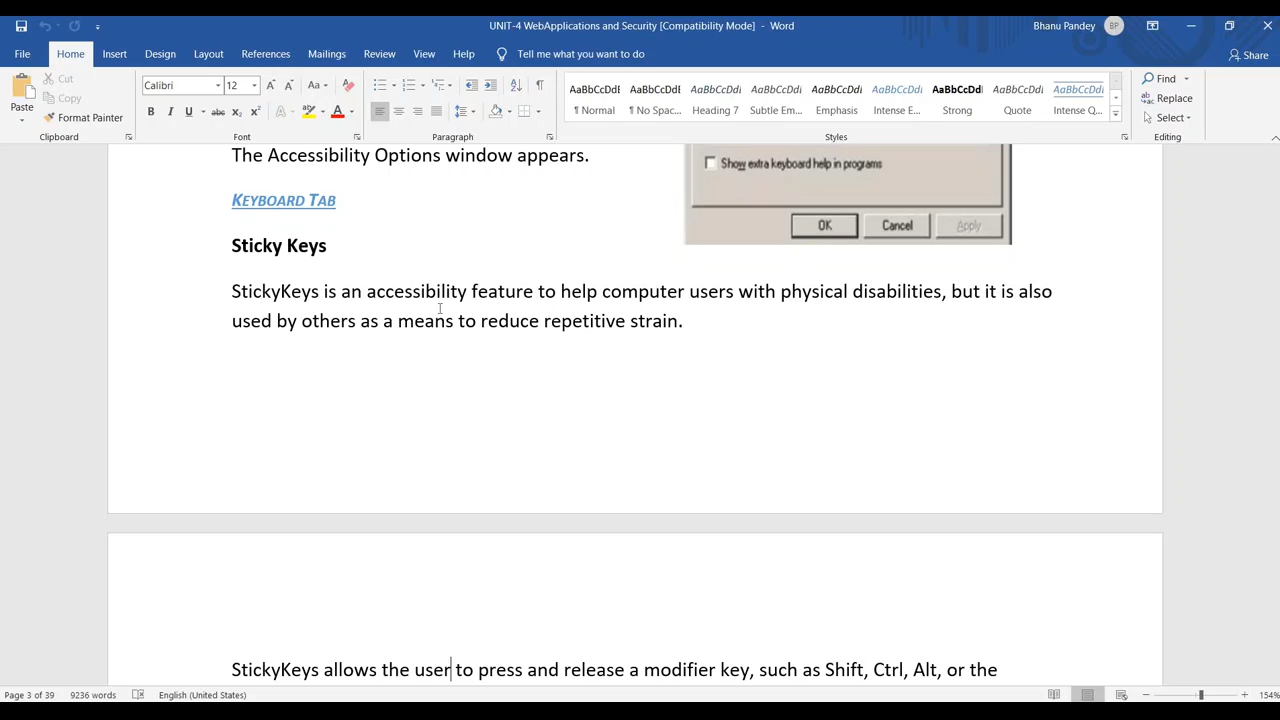 UNIT-4 WebApplications and Security [Compatibility Mode] - Word
Bhanu Pandey BP
File Home Insert Design Layout References Mailings Review View Help Tell me what you want to do Share
Paste
Cut
Copy
Format Painter
Clipboard
Calibri 12
Font
Paragraph
AaBbCcDdE AaBbCcDdE AaBbCcDdI AaBbCcDdI AaBbCcDdI AaBbCcDdI AaBbCcDdE AaBbCcDdI AaBbCcDdI
¶ Normal ¶ No Spac... Heading 7 Subtle Em... Emphasis Intense E... Strong Quote Intense Q...
Styles
Find
Replace
Select
Editing
The Accessibility Options window appears.
Show extra keyboard help in programs
OK Cancel Apply
KEYBOARD TAB
Sticky Keys
StickyKeys is an accessibility feature to help computer users with physical disabilities, but it is also
used by others as a means to reduce repetitive strain.
StickyKeys allows the user to press and release a modifier key, such as Shift, Ctrl, Alt, or the
Page 3 of 39 9236 words English (United States) 154%